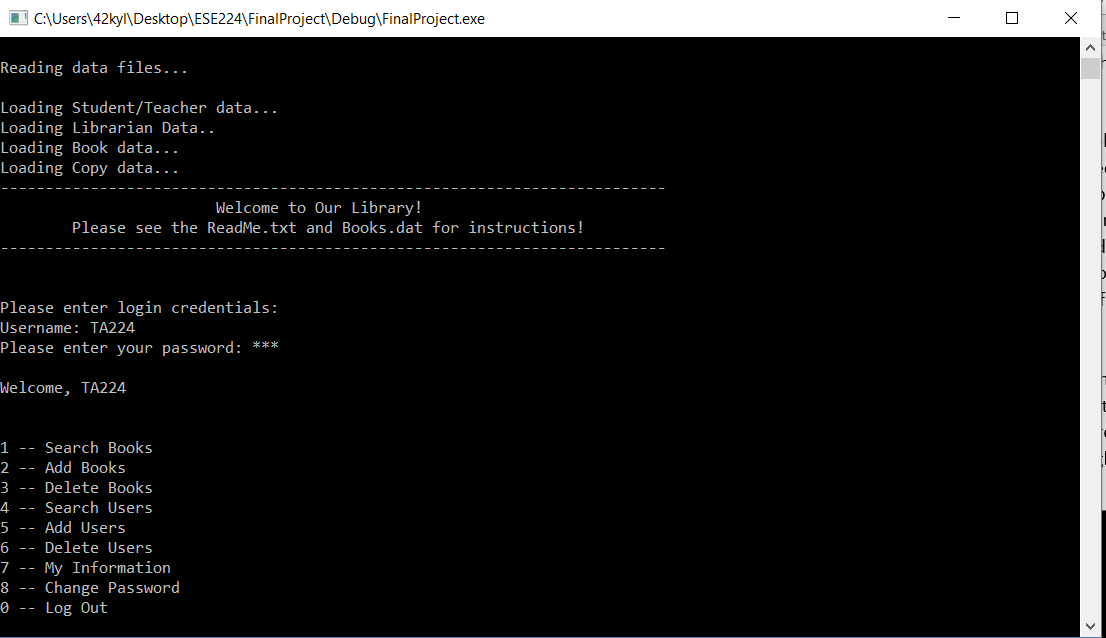 C:\Users\42kyl\Desktop\ESE224\FinalProject\Debug\FinalProject.exe
Reading data files...
Loading Student/Teacher data...
Loading Librarian Data..
Loading Book data...
Loading Copy data...
--------------------------------------------------------------------------
Welcome to Our Library!
Please see the ReadMe.txt and Books.dat for instructions!
--------------------------------------------------------------------------
Please enter login credentials:
Username: TA224
Please enter your password: ***
Welcome, TA224
1 -- Search Books
2 -- Add Books
3 -- Delete Books
4 -- Search Users
5 -- Add Users
6 -- Delete Users
7 -- My Information
8 -- Change Password
0 -- Log Out